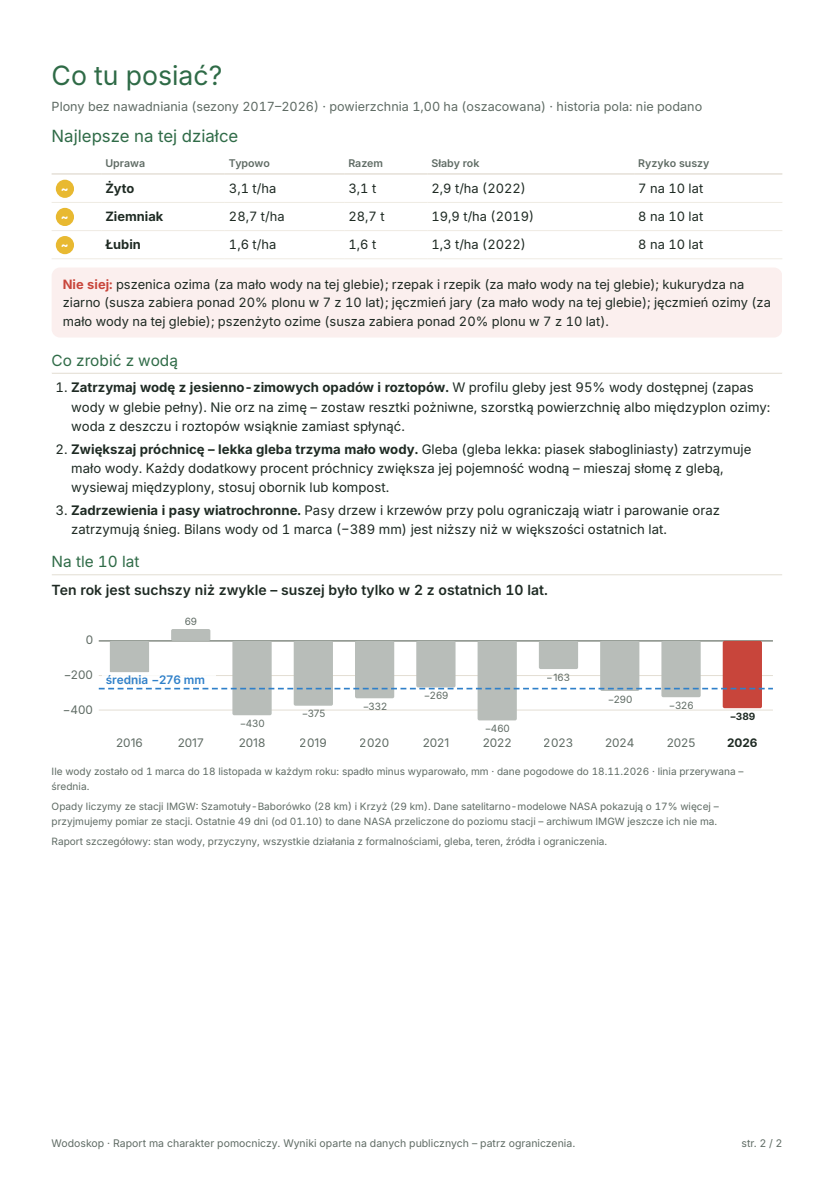 Co tu posiać?
Plony bez nawadniania (sezony 2017–2026) · powierzchnia 1,00 ha (oszacowana) · historia pola: nie podano
Najlepsze na tej działce
Uprawa Typowo Razem Słaby rok Ryzyko suszy
~ Żyto 3,1 t/ha 3,1 t 2,9 t/ha (2022) 7 na 10 lat
~ Ziemniak 28,7 t/ha 28,7 t 19,9 t/ha (2019) 8 na 10 lat
~ Łubin 1,6 t/ha 1,6 t 1,3 t/ha (2022) 8 na 10 lat
Nie siej: pszenica ozima (za mało wody na tej glebie); rzepak i rzepik (za mało wody na tej glebie); kukurydza na
ziarno (susza zabiera ponad 20% plonu w 7 z 10 lat); jęczmień jary (za mało wody na tej glebie); jęczmień ozimy (za
mało wody na tej glebie); pszenżyto ozime (susza zabiera ponad 20% plonu w 7 z 10 lat).
Co zrobić z wodą
1. Zatrzymaj wodę z jesienno-zimowych opadów i roztopów. W profilu gleby jest 95% wody dostępnej (zapas
wody w glebie pełny). Nie orz na zimę – zostaw resztki pożniwne, szorstką powierzchnię albo międzyplon ozimy:
woda z deszczu i roztopów wsiąknie zamiast spłynąć.
2. Zwiększaj próchnicę – lekka gleba trzyma mało wody. Gleba (gleba lekka: piasek słabogliniasty) zatrzymuje
mało wody. Każdy dodatkowy procent próchnicy zwiększa jej pojemność wodną – mieszaj słomę z glebą,
wysiewaj międzyplony, stosuj obornik lub kompost.
3. Zadrzewienia i pasy wiatrochronne. Pasy drzew i krzewów przy polu ograniczają wiatr i parowanie oraz
zatrzymują śnieg. Bilans wody od 1 marca (−389 mm) jest niższy niż w większości ostatnich lat.
Na tle 10 lat
Ten rok jest suchszy niż zwykle – suszej było tylko w 2 z ostatnich 10 lat.
69
0
−200
−400
średnia −276 mm
−430
−375
−332
−269
−460
−163
−290
−326
−389
2016 2017 2018 2019 2020 2021 2022 2023 2024 2025 2026
Ile wody zostało od 1 marca do 18 listopada w każdym roku: spadło minus wyparowało, mm · dane pogodowe do 18.11.2026 · linia przerywana –
średnia.
Opady liczymy ze stacji IMGW: Szamotuły-Baborówko (28 km) i Krzyż (29 km). Dane satelitarno-modelowe NASA pokazują o 17% więcej –
przyjmujemy pomiar ze stacji. Ostatnie 49 dni (od 01.10) to dane NASA przeliczone do poziomu stacji – archiwum IMGW jeszcze ich nie ma.
Raport szczegółowy: stan wody, przyczyny, wszystkie działania z formalnościami, gleba, teren, źródła i ograniczenia.
Wodoskop · Raport ma charakter pomocniczy. Wyniki oparte na danych publicznych – patrz ograniczenia. str. 2 / 2